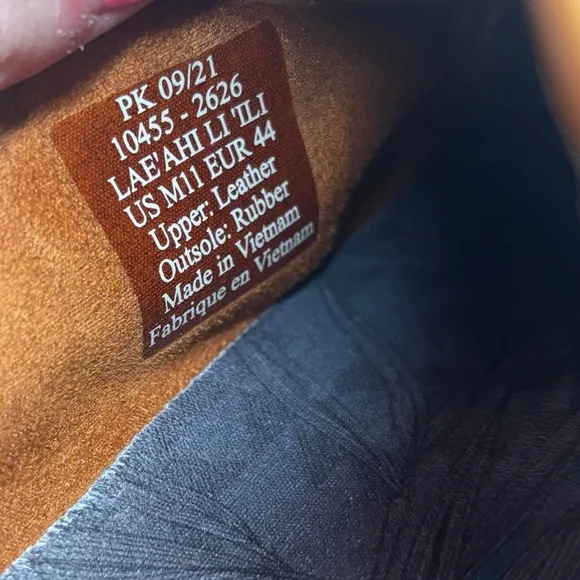 PK 09/21
10455 - 2626
LAE'AHI LI 'ILI
US M11 EUR 44
Upper: Leather
Outsole: Rubber
Made in Vietnam
Fabrique en Vietnam